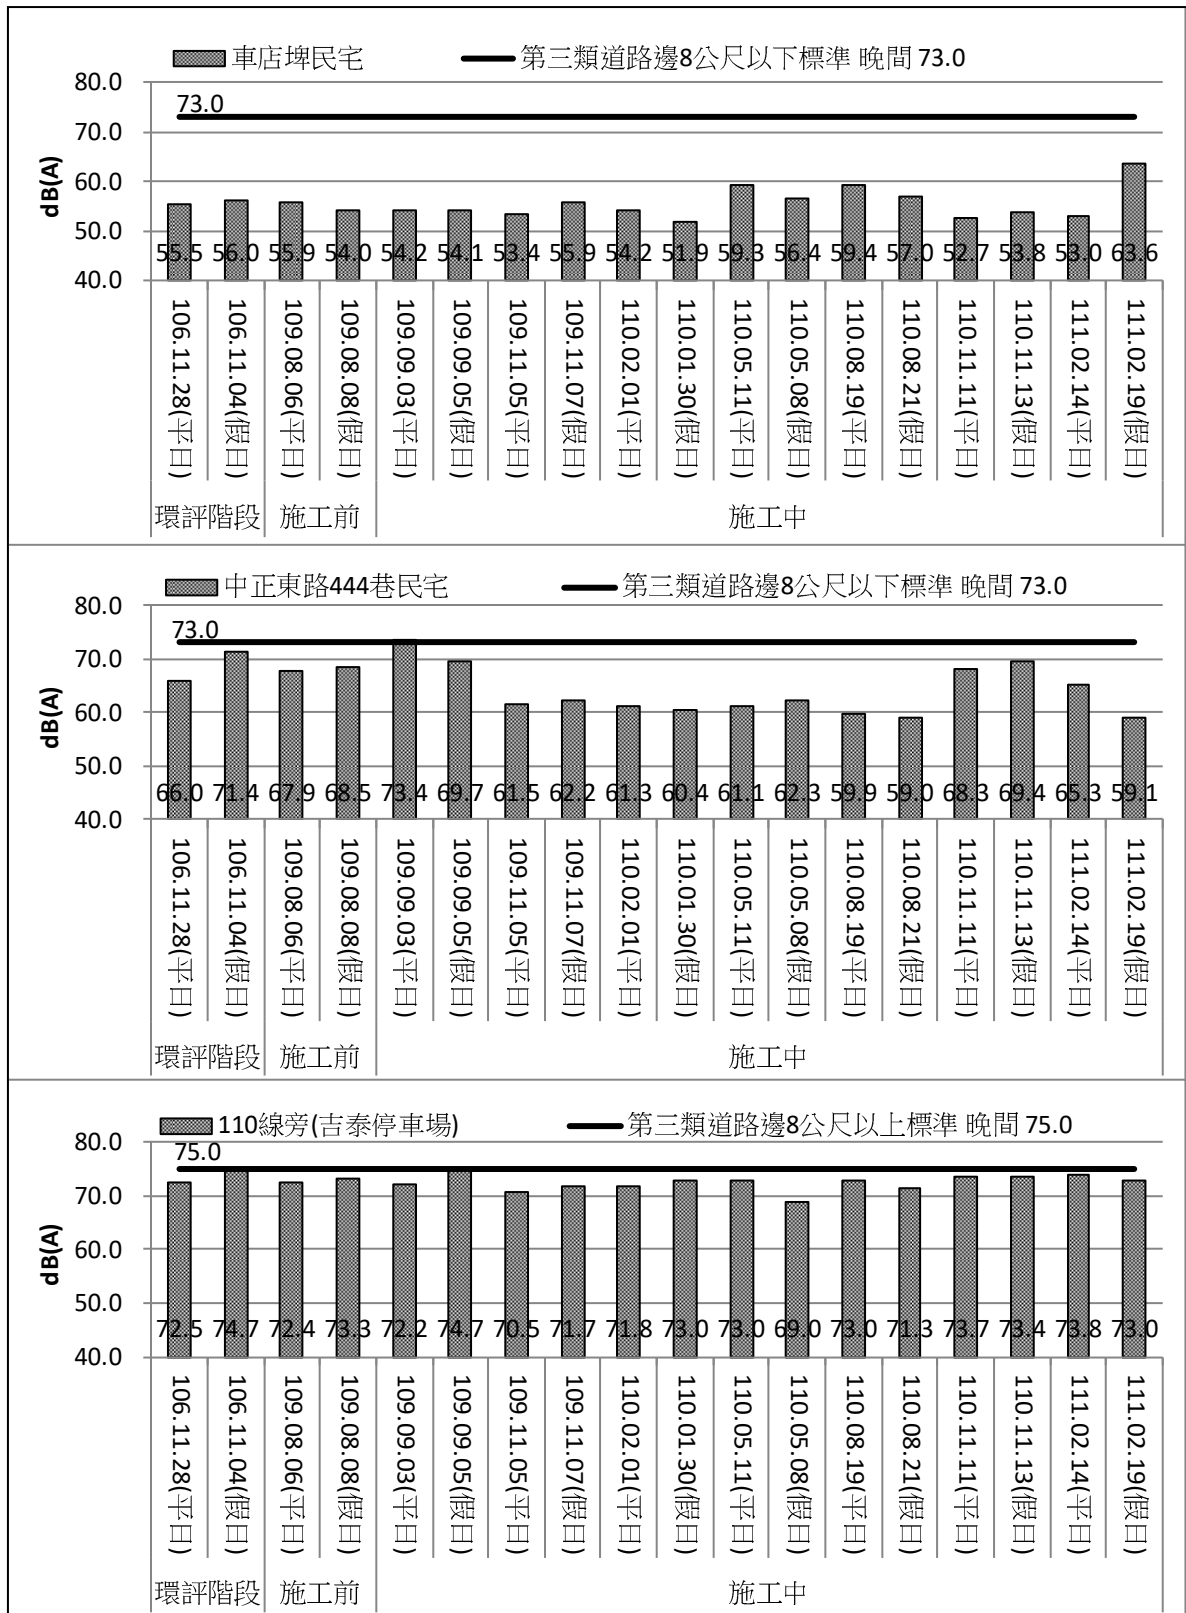 車店埤民宅 第三類道路邊8公尺以下標準 晚間 73.0
80.0
73.0
70.0
60.0
50.0
40.0
dB(A)
55.5 56.0 55.9 54.0 54.2 54.1 53.4 55.9 54.2 51.9 59.3 56.4 59.4 57.0 52.7 53.8 53.0 63.6
106.11.28(平日)
106.11.04(假日)
109.08.06(平日)
109.08.08(假日)
109.09.03(平日)
109.09.05(假日)
109.11.05(平日)
109.11.07(假日)
110.02.01(平日)
110.01.30(假日)
110.05.11(平日)
110.05.08(假日)
110.08.19(平日)
110.08.21(假日)
110.11.11(平日)
110.11.13(假日)
111.02.14(平日)
111.02.19(假日)
環評階段 施工前 施工中
中正東路444巷民宅 第三類道路邊8公尺以下標準 晚間 73.0
80.0
73.0
70.0
60.0
50.0
40.0
dB(A)
66.0 71.4 67.9 68.5 73.4 69.7 61.5 62.2 61.3 60.4 61.1 62.3 59.9 59.0 68.3 69.4 65.3 59.1
106.11.28(平日)
106.11.04(假日)
109.08.06(平日)
109.08.08(假日)
109.09.03(平日)
109.09.05(假日)
109.11.05(平日)
109.11.07(假日)
110.02.01(平日)
110.01.30(假日)
110.05.11(平日)
110.05.08(假日)
110.08.19(平日)
110.08.21(假日)
110.11.11(平日)
110.11.13(假日)
111.02.14(平日)
111.02.19(假日)
環評階段 施工前 施工中
110線旁(吉泰停車場) 第三類道路邊8公尺以上標準 晚間 75.0
80.0
75.0
70.0
60.0
50.0
40.0
dB(A)
72.5 74.7 72.4 73.3 72.2 74.7 70.5 71.7 71.8 73.0 73.0 69.0 73.0 71.3 73.7 73.4 73.8 73.0
106.11.28(平日)
106.11.04(假日)
109.08.06(平日)
109.08.08(假日)
109.09.03(平日)
109.09.05(假日)
109.11.05(平日)
109.11.07(假日)
110.02.01(平日)
110.01.30(假日)
110.05.11(平日)
110.05.08(假日)
110.08.19(平日)
110.08.21(假日)
110.11.11(平日)
110.11.13(假日)
111.02.14(平日)
111.02.19(假日)
環評階段 施工前 施工中